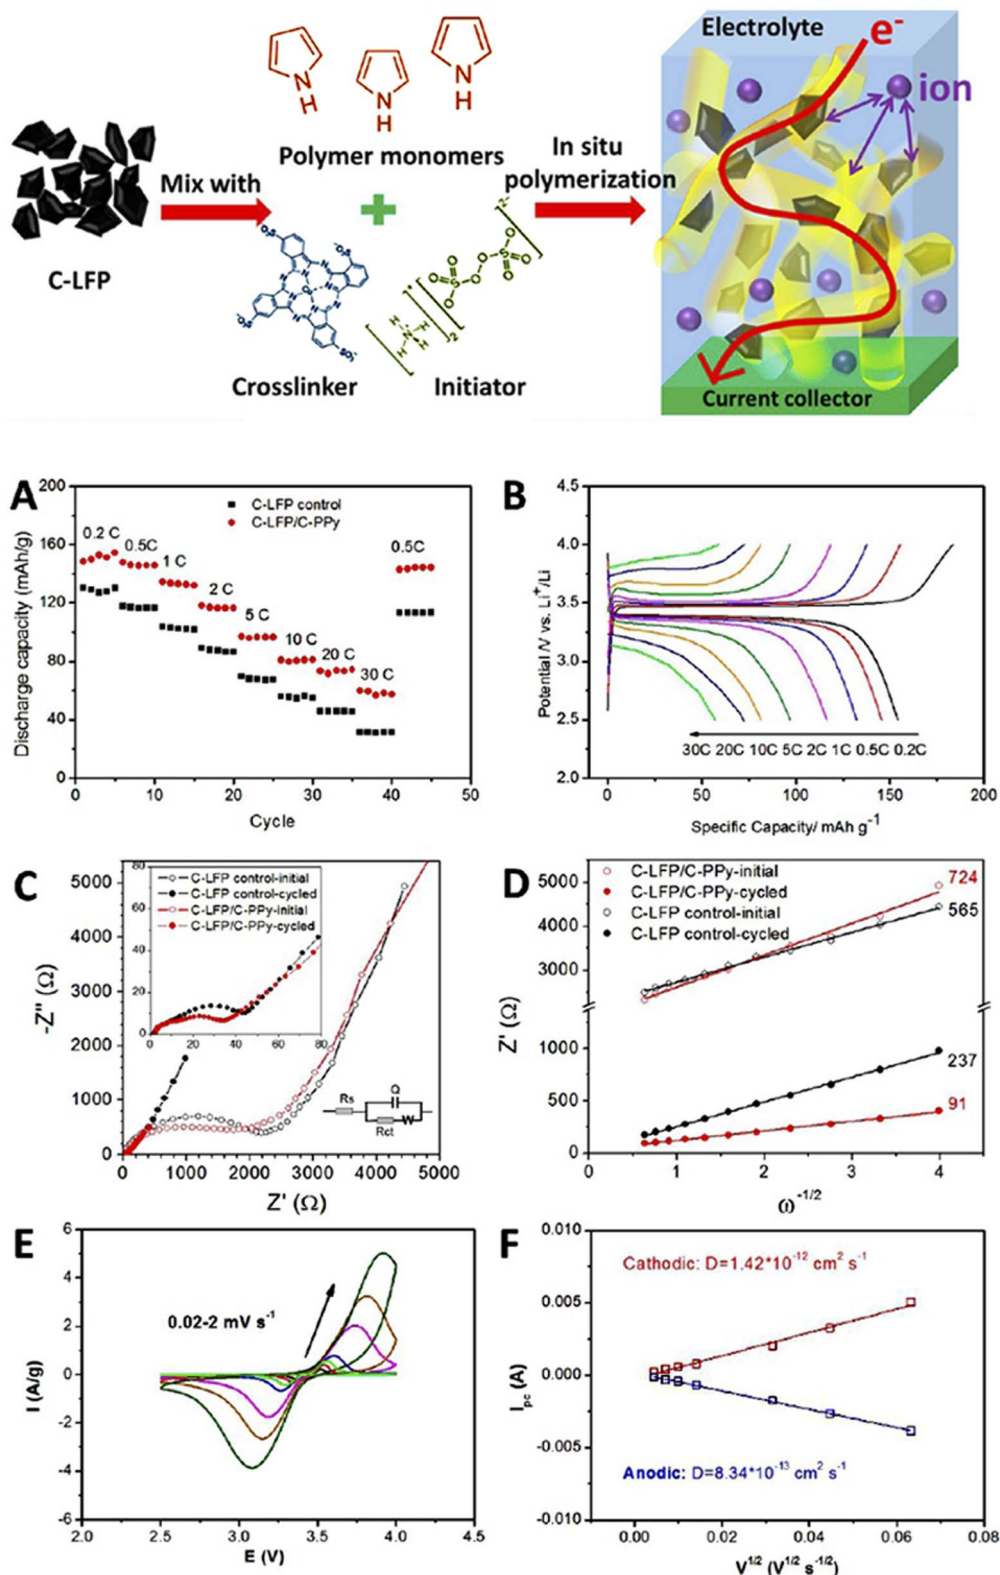 Electrolyte
e-
ion
N
H
N
H
N
H
Polymer monomers
In situ
polymerization
Mix with
+
C-LFP
Crosslinker
Initiator
Current collector
A
Discharge capacity (mAh/g)
200
160
120
80
40
0
0 10 20 30 40 50
Cycle
C-LFP control
C-LFP/C-PPy
0.2 C
0.5C
1 C
2 C
5 C
10 C
20 C
30 C
0.5C
B
Potential /V vs. Li+/Li
4.5
4.0
3.5
3.0
2.5
2.0
30C 20C 10C 5C 2C 1C 0.5C 0.2C
0 50 100 150 200
Specific Capacity/ mAh g-1
C
-Z'' (Ω)
5000
4000
3000
2000
1000
0
0 1000 2000 3000 4000 5000
Z' (Ω)
80
60
40
20
0
0 20 40 60 80
C-LFP control-initial
C-LFP control-cycled
C-LFP/C-PPy-initial
C-LFP/C-PPy-cycled
Rs
Q
Rct
W
D
Z' (Ω)
5000
4000
3000
1000
500
0
0 1 2 3 4
ω-1/2
C-LFP/C-PPy-initial
C-LFP/C-PPy-cycled
C-LFP control-initial
C-LFP control-cycled
724
565
237
91
E
I (A/g)
6
4
2
0
-2
-4
-6
0.02-2 mV s-1
2.0 2.5 3.0 3.5 4.0 4.5
E (V)
F
Ipc (A)
0.010
0.005
0.000
-0.005
-0.010
Cathodic: D=1.42*10-12 cm2 s-1
Anodic: D=8.34*10-13 cm2 s-1
0.00 0.02 0.04 0.06 0.08
V1/2 (V1/2 s-1/2)